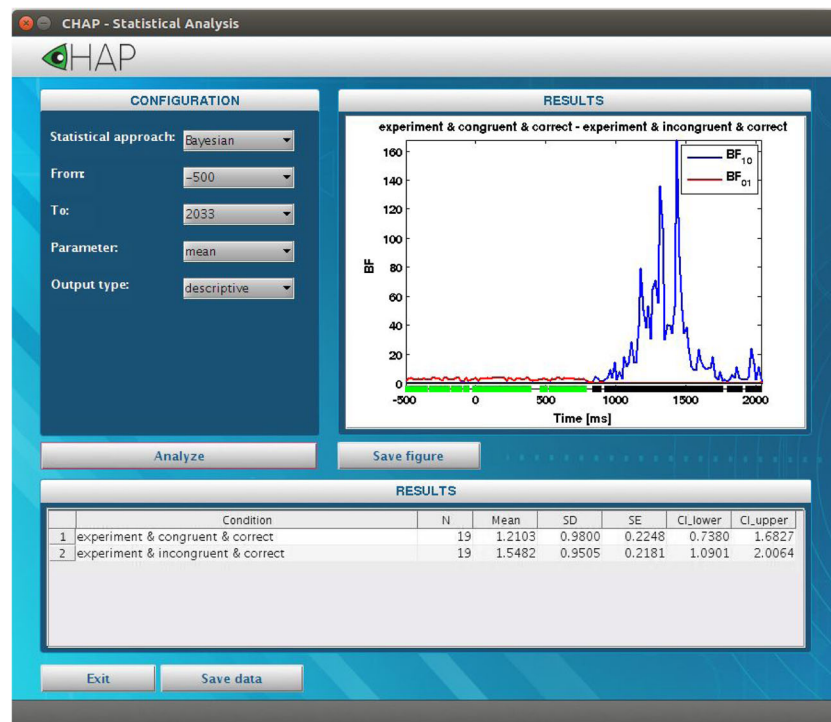 CHAP - Statistical Analysis
CHAP
CONFIGURATION
Statistical approach: Bayesian
From: -500
To: 2033
Parameter: mean
Output type: descriptive
RESULTS
experiment & congruent & correct - experiment & incongruent & correct
BF10
BF01
160
140
120
100
80
60
40
20
0
BF
-500 0 500 1000 1500 2000
Time [ms]
Analyze
Save figure
RESULTS
Condition N Mean SD SE CI_lower CI_upper
1 experiment & congruent & correct 19 1.2103 0.9800 0.2248 0.7380 1.6827
2 experiment & incongruent & correct 19 1.5482 0.9505 0.2181 1.0901 2.0064
Exit
Save data